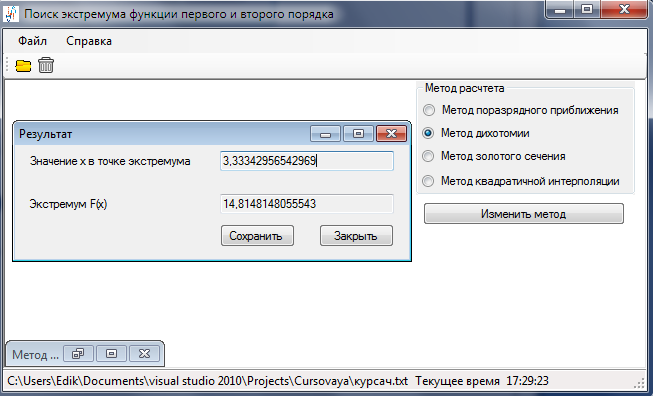 Поиск экстремума функции первого и второго порядка
Файл Справка
Метод расчтета
Метод поразрядного приближения
Метод дихотомии
Метод золотого сечения
Метод квадратичной интерполяции
Изменить метод
Результат
Значение x в точке экстремума 3,33342956542969
Экстремум F(x) 14,8148148055543
Сохранить Закрыть
Метод ...
C:\Users\Edik\Documents\visual studio 2010\Projects\Cursovaya\курсач.txt Текущее время 17:29:23